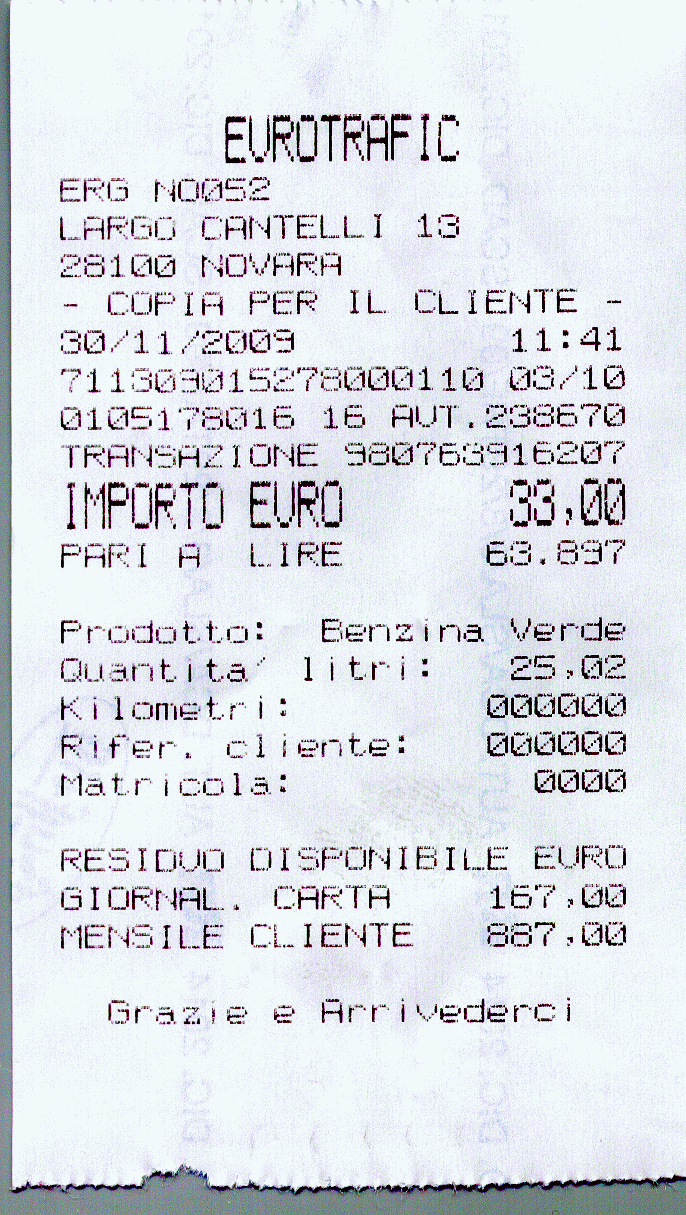 EUROTRAFIC
ERG NO052
LARGO CANTELLI 13
28100 NOVARA
- COPIA PER IL CLIENTE -
30/11/2009 11:41
711309015278000110 03/10
0105178016 16 AUT.238670
TRANSAZIONE 980763916207
IMPORTO EURO 33,00
PARI A LIRE 63.897
Prodotto: Benzina Verde
Quantita' litri: 25,02
Kilometri: 000000
Rifer. cliente: 000000
Matricola: 0000
RESIDUO DISPONIBILE EURO
GIORNAL. CARTA 167,00
MENSILE CLIENTE 887,00
Grazie e Arrivederci